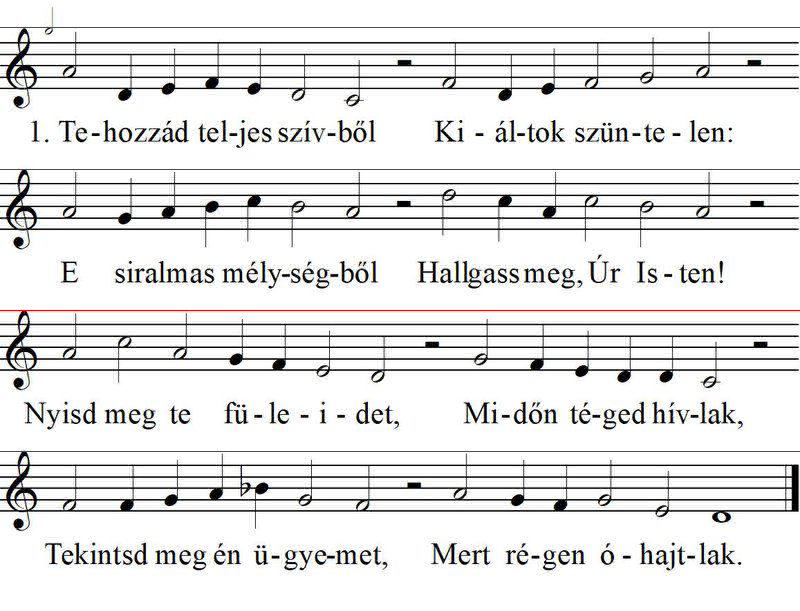 1. Te-hozzád tel-jes szív-ből Ki - ál-tok szün-te - len:
E siralmas mély-ség-ből Hallgass meg, Úr Is - ten!
Nyisd meg te fü - le - i - det, Mi-dőn té-ged hív-lak,
Tekintsd meg én ü-gye-met, Mert ré-gen ó - hajt-lak.